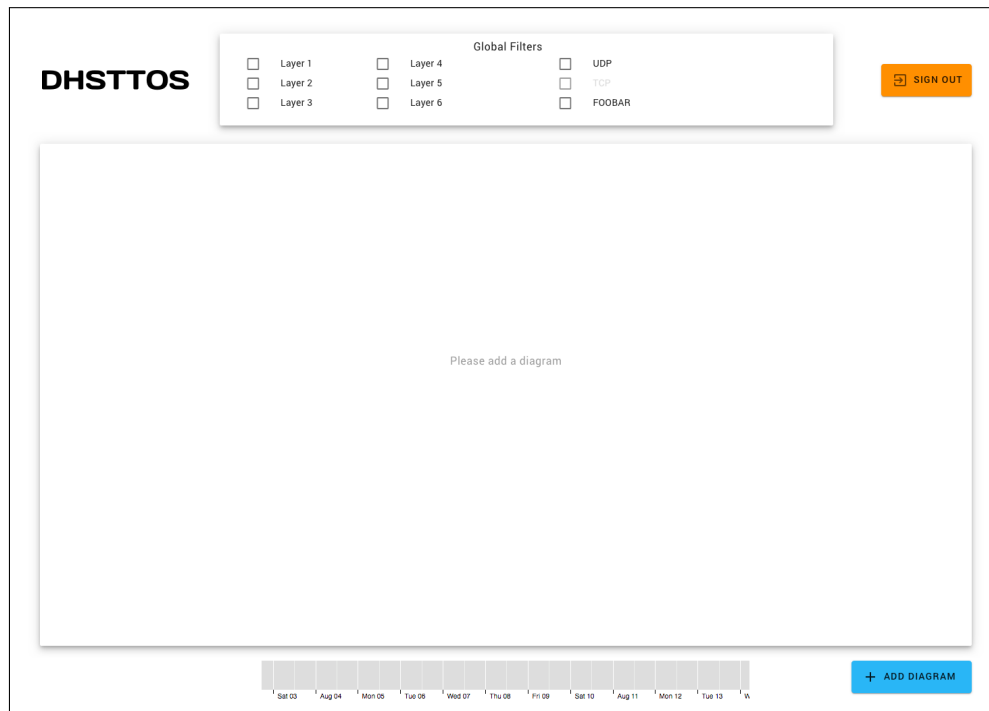 Global Filters
Layer 1 Layer 4 UDP
DHSTTOS Layer 2 Layer 5 TCP SIGN OUT
Layer 3 Layer 6 FOOBAR
Please add a diagram
+ ADD DIAGRAM
Sat 03 Aug 04 Mon 05 Tue 06 Wed 07 Thu 08 Fri 09 Sat 10 Aug 11 Mon 12 Tue 13